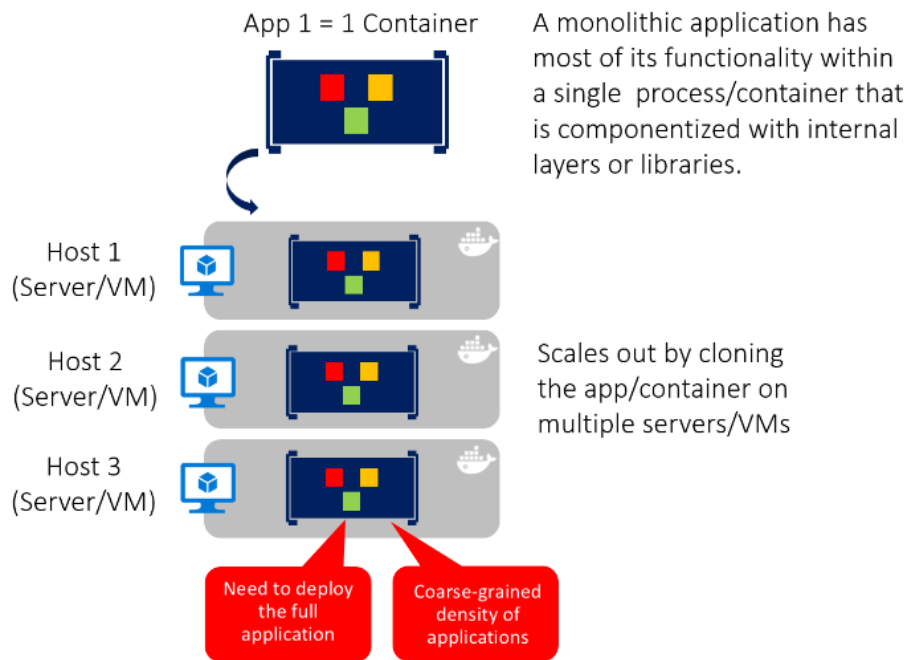 App 1 = 1 Container
A monolithic application has
most of its functionality within
a single process/container that
is componentized with internal
layers or libraries.
Host 1
(Server/VM)
Host 2
(Server/VM)
Scales out by cloning
the app/container on
multiple servers/VMs
Host 3
(Server/VM)
Need to deploy
the full
application
Coarse-grained
density of
applications